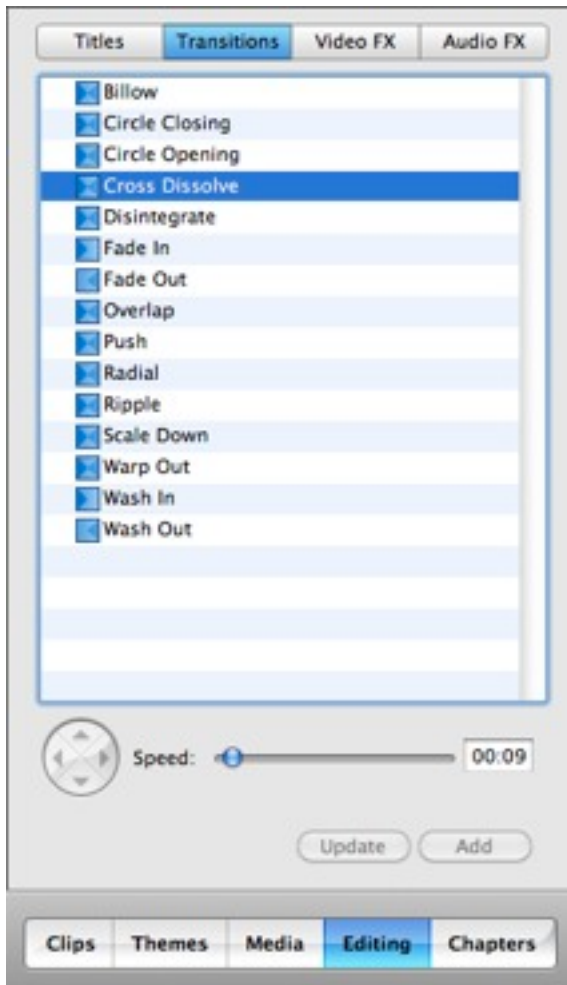 Titles Transitions Video FX Audio FX
Billow
Circle Closing
Circle Opening
Cross Dissolve
Disintegrate
Fade In
Fade Out
Overlap
Push
Radial
Ripple
Scale Down
Warp Out
Wash In
Wash Out
Speed: 00:09
Update Add
Clips Themes Media Editing Chapters